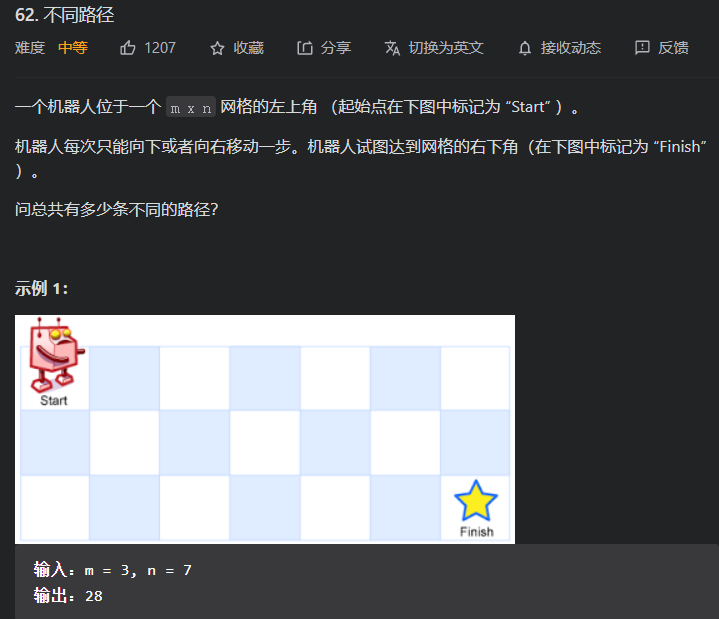 62. 不同路径
难度 中等 1207 收藏 分享 切换为英文 接收动态 反馈
一个机器人位于一个 m x n 网格的左上角 （起始点在下图中标记为 “Start” ）。
机器人每次只能向下或者向右移动一步。机器人试图达到网格的右下角（在下图中标记为 “Finish”
）。
问总共有多少条不同的路径？
示例 1：
Start
Finish
输入：m = 3, n = 7
输出：28